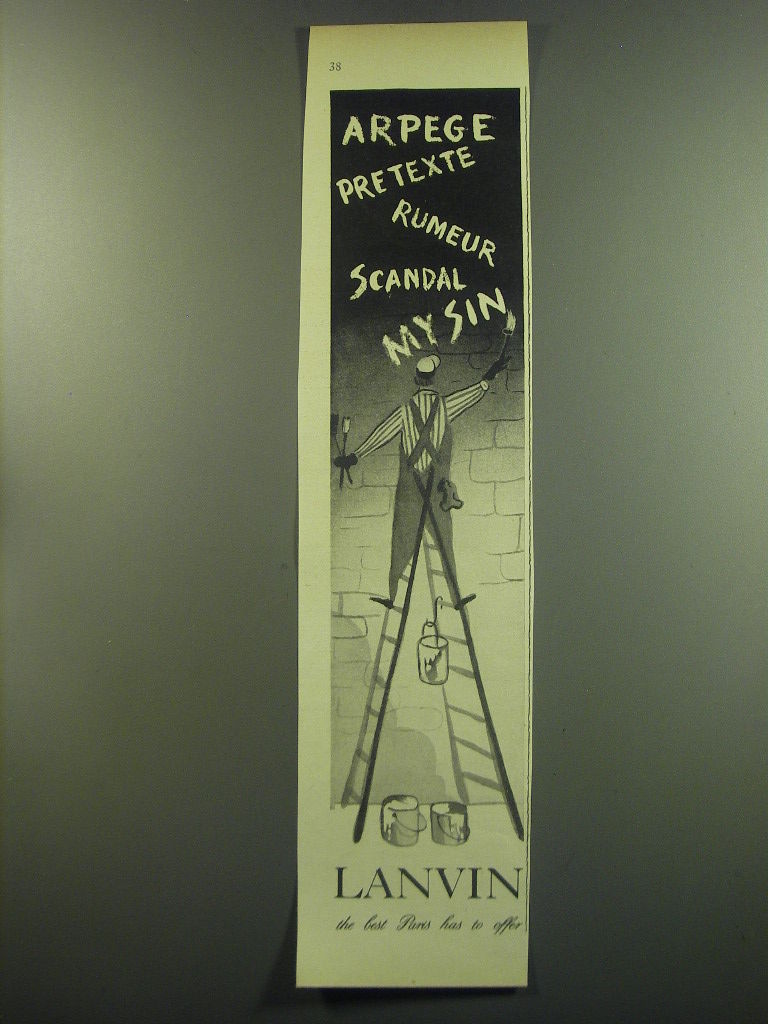 38
ARPEGE
PRETEXTE
RUMEUR
SCANDAL
MY SIN
LANVIN
the best Paris has to offer